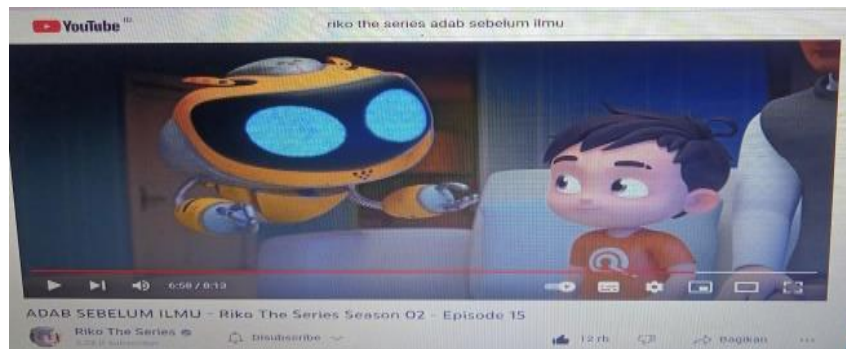 YouTube ID
riko the series adab sebelum ilmu
6:58 / 8:13
ADAB SEBELUM ILMU - Riko The Series Season 02 - Episode 15
Riko The Series
Disubscribe
12 rb
Bagikan